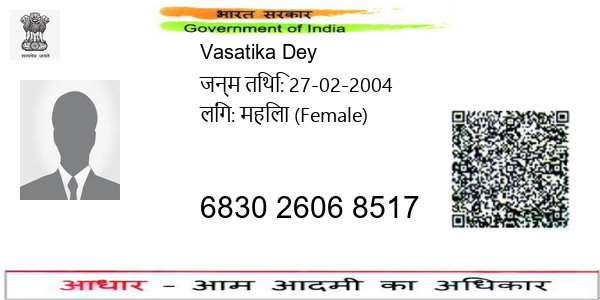 भारत सरकार
Government of India
सत्यमेव जयते
Vasatika Dey
जन्म तिथि: 27-02-2004
लिंग: महिला (Female)
6830 2606 8517
आधार - आम आदमी का अधिकार